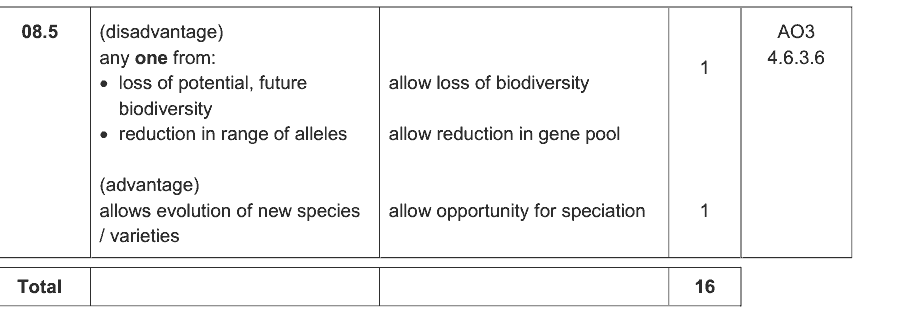 08.5
(disadvantage)
AO3
any one from:
1
4.6.3.6
• loss of potential, future
allow loss of biodiversity
biodiversity
• reduction in range of alleles
allow reduction in gene pool
(advantage)
allows evolution of new species
allow opportunity for speciation
1
/ varieties
Total
16